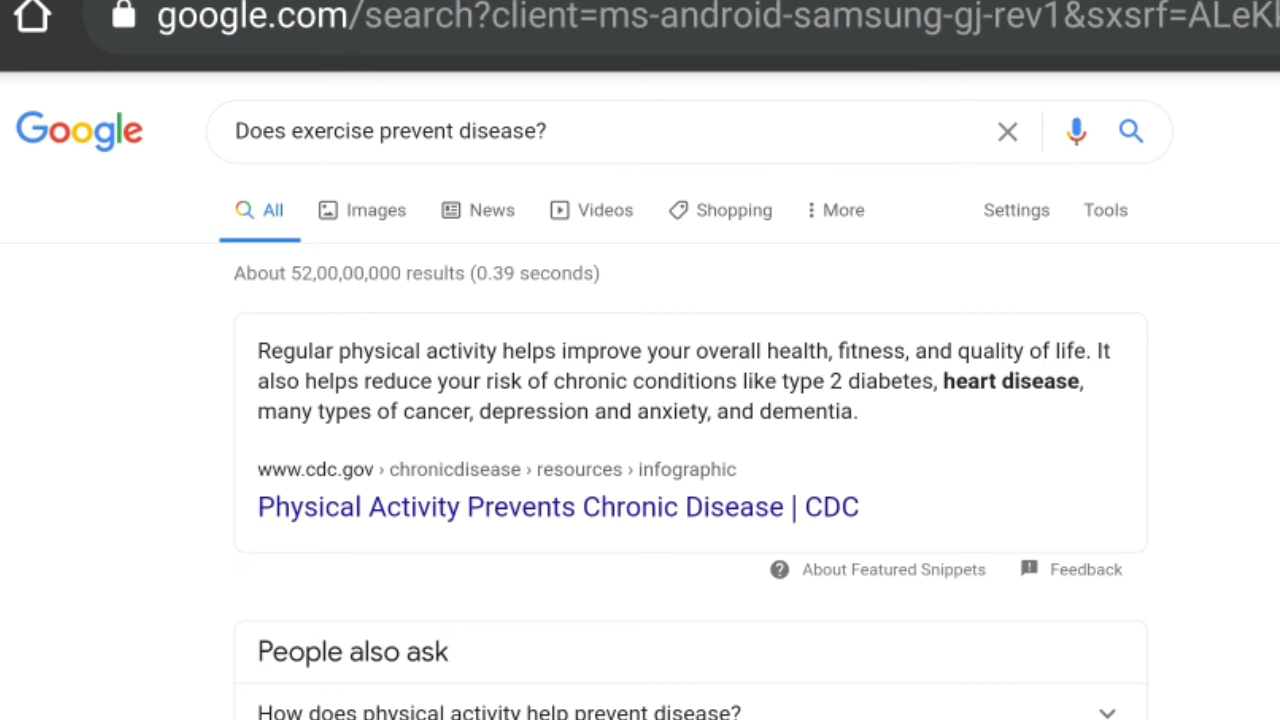 google.com/search?client=ms-android-samsung-gj-rev1&sxsrf=ALeK
Google
Does exercise prevent disease?
All Images News Videos Shopping More Settings Tools
About 52,00,00,000 results (0.39 seconds)
Regular physical activity helps improve your overall health, fitness, and quality of life. It
also helps reduce your risk of chronic conditions like type 2 diabetes, heart disease,
many types of cancer, depression and anxiety, and dementia.
www.cdc.gov › chronicdisease › resources › infographic
Physical Activity Prevents Chronic Disease | CDC
About Featured Snippets Feedback
People also ask
How does physical activity help prevent disease?